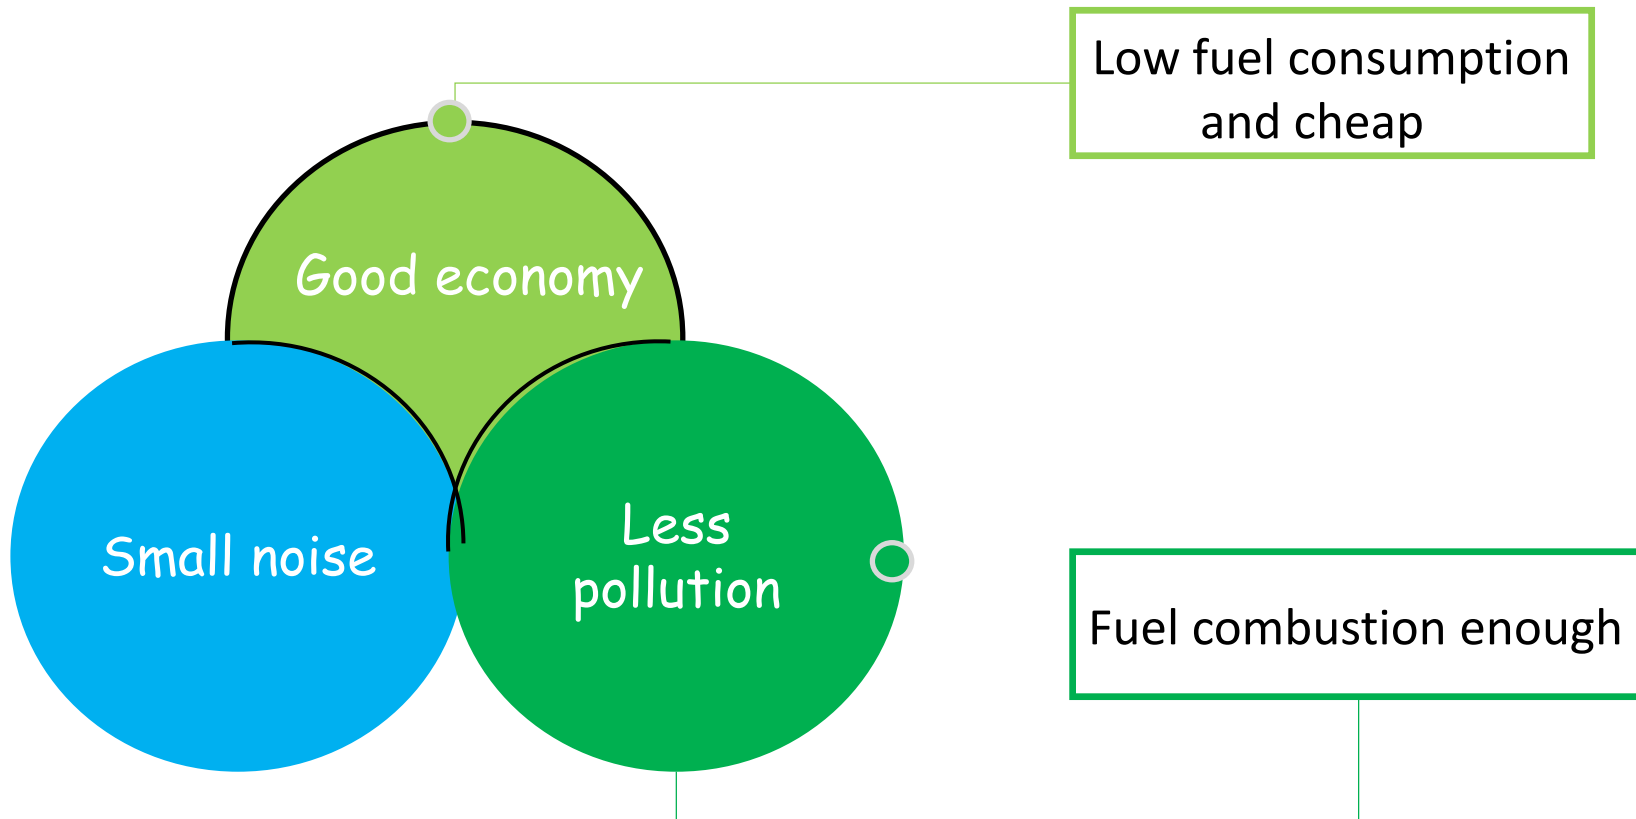 Low fuel consumption
and cheap
Good economy
Small noise
Less
pollution
Fuel combustion enough